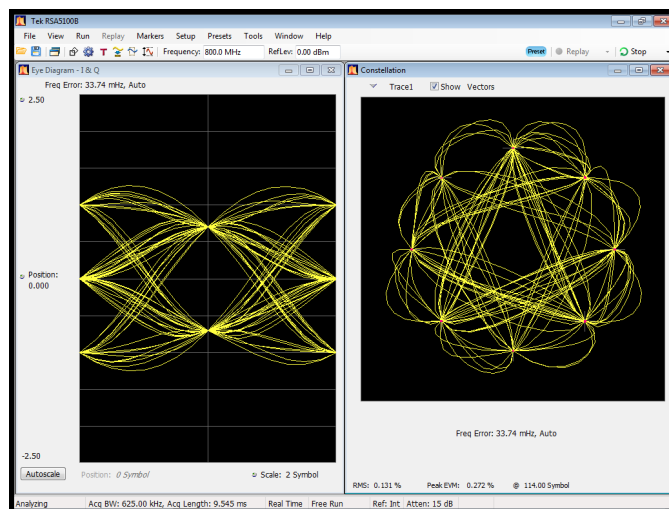 Tek RSA5100B
File View Run Replay Markers Setup Presets Tools Window Help
T Frequency: 800.0 MHz RefLev: 0.00 dBm Preset Replay Stop
Eye Diagram - I & Q
Freq Error: 33.74 mHz, Auto
2.50
Position:
0.000
-2.50
Autoscale Position: 0 Symbol Scale: 2 Symbol
Constellation
Trace1 Show Vectors
Freq Error: 33.74 mHz, Auto
RMS: 0.131 % Peak EVM: 0.272 % @ 114.00 Symbol
Analyzing Acq BW: 625.00 kHz, Acq Length: 9.545 ms Real Time Free Run Ref: Int Atten: 15 dB